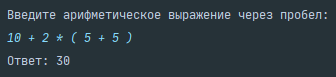 Введите арифметическое выражение через пробел:
10 + 2 * ( 5 + 5 )
Ответ: 30